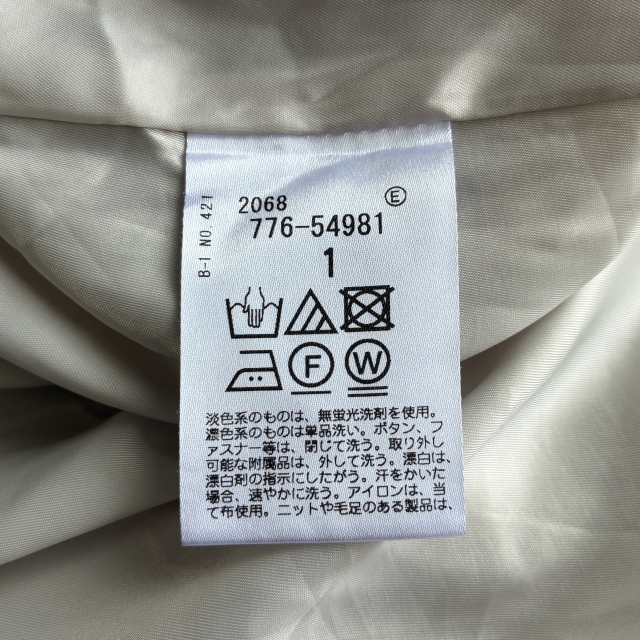 B-1 NO.421
2068 E
776-54981
1
F W
淡色系のものは、無蛍光洗剤を使用。
濃色系のものは単品洗い。ボタン、フ
ァスナー等は、閉じて洗う。取り外し
可能な附属品は、外して洗う。漂白は、
漂白剤の指示にしたがう。汗をかいた
場合、速やかに洗う。アイロンは、当
て布使用。ニットや毛足のある製品は、